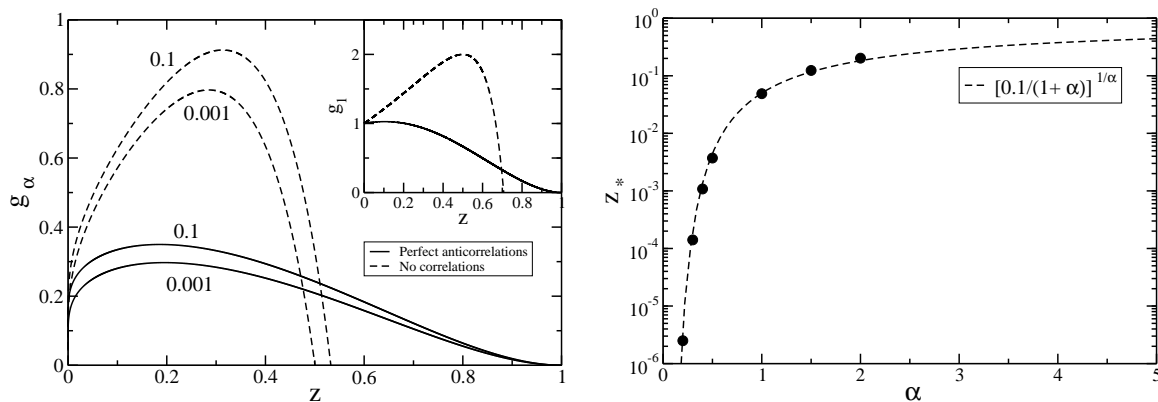 1
0.8
0.6
0.4
0.2
0
g α
0 0.2 0.4 0.6 0.8 1
z
0.1
0.001
0.1
0.001
2
1
0
g 1
0 0.2 0.4 0.6 0.8 1
z
Perfect anticorrelations
No correlations
10^0
10^-1
10^-2
10^-3
10^-4
10^-5
10^-6
z *
0 1 2 3 4 5
α
[0.1/(1+ α)]^1/α